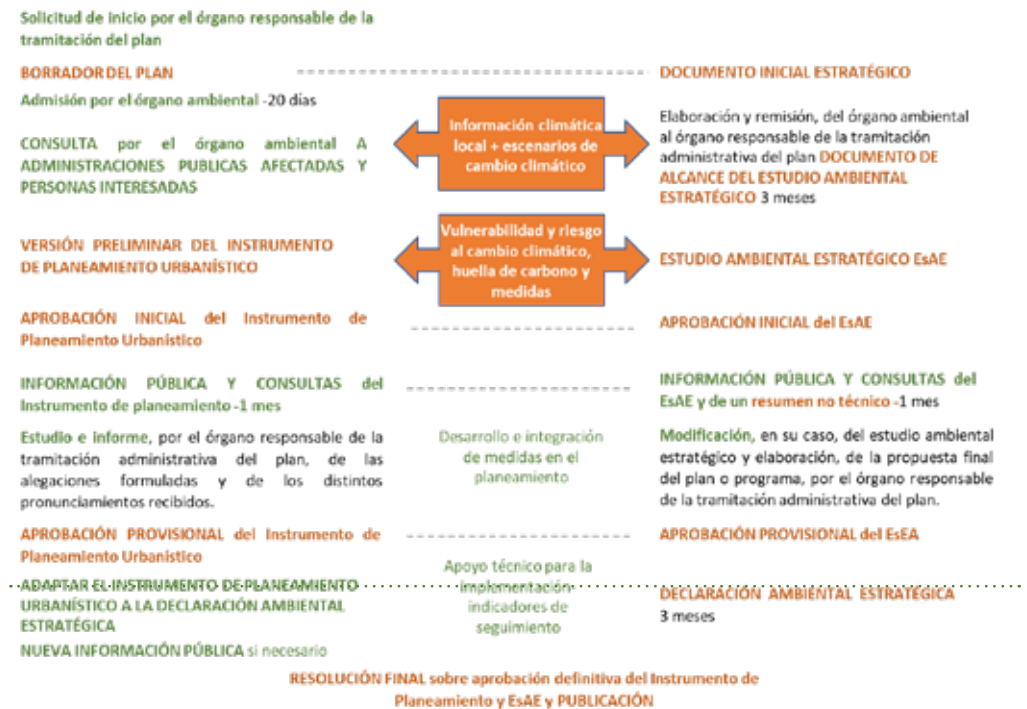 Solicitud de inicio por el órgano responsable de la
tramitación del plan
BORRADOR DEL PLAN
DOCUMENTO INICIAL ESTRATÉGICO
Admisión por el órgano ambiental -20 días
CONSULTA por el órgano ambiental A
ADMINISTRACIONES PUBLICAS AFECTADAS Y
PERSONAS INTERESADAS
Información climática
local + escenarios de
cambio climático
Elaboración y remisión, del órgano ambiental
al órgano responsable de la tramitación
administrativa del plan DOCUMENTO DE
ALCANCE DEL ESTUDIO AMBIENTAL
ESTRATÉGICO 3 meses
VERSIÓN PRELIMINAR DEL INSTRUMENTO
DE PLANEAMIENTO URBANÍSTICO
Vulnerabilidad y riesgo
al cambio climático,
huella de carbono y
medidas
ESTUDIO AMBIENTAL ESTRATÉGICO EsAE
APROBACIÓN INICIAL del Instrumento de
Planeamiento Urbanístico
APROBACIÓN INICIAL del EsAE
INFORMACIÓN PÚBLICA Y CONSULTAS del
Instrumento de planeamiento -1 mes
INFORMACIÓN PÚBLICA Y CONSULTAS del
EsAE y de un resumen no técnico -1 mes
Estudio e informe, por el órgano responsable de la
tramitación administrativa del plan, de las
alegaciones formuladas y de los distintos
pronunciamientos recibidos.
Desarrollo e integración
de medidas en el
planeamiento
Modificación, en su caso, del estudio ambiental
estratégico y elaboración, de la propuesta final
del plan o programa, por el órgano responsable
de la tramitación administrativa del plan.
APROBACIÓN PROVISIONAL del Instrumento de
Planeamiento Urbanístico
APROBACIÓN PROVISIONAL del EsEA
ADAPTAR EL INSTRUMENTO DE PLANEAMIENTO
URBANÍSTICO A LA DECLARACIÓN AMBIENTAL
ESTRATÉGICA
Apoyo técnico para la
implementación-
indicadores de
seguimiento
DECLARACIÓN AMBIENTAL ESTRATÉGICA
3 meses
NUEVA INFORMACIÓN PÚBLICA si necesario
RESOLUCIÓN FINAL sobre aprobación definitiva del Instrumento de
Planeamiento y EsAE y PUBLICACIÓN